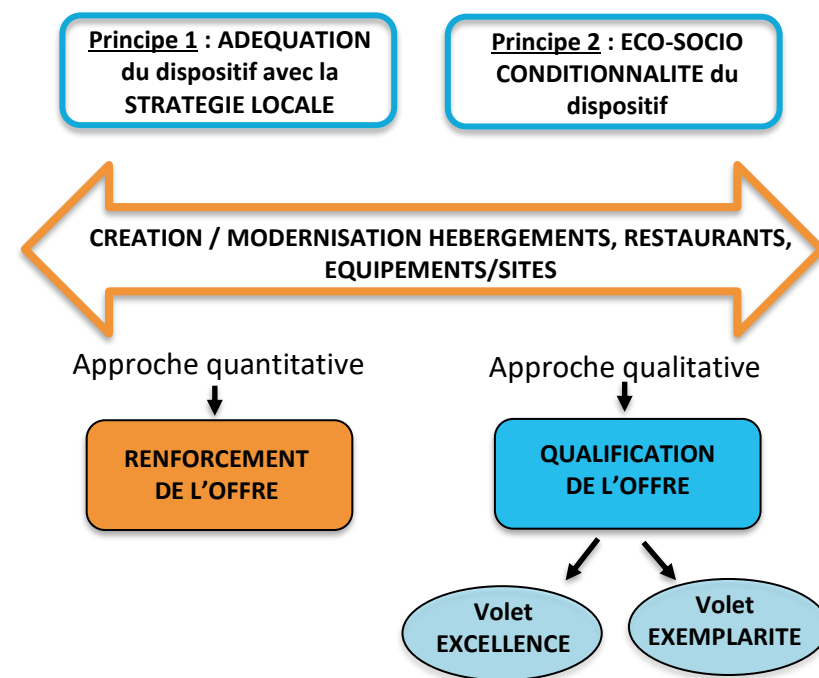 Principe 1 : ADEQUATION
du dispositif avec la
STRATEGIE LOCALE
Principe 2 : ECO-SOCIO
CONDITIONNALITE du
dispositif
CREATION / MODERNISATION HEBERGEMENTS, RESTAURANTS,
EQUIPEMENTS/SITES
Approche quantitative
Approche qualitative
RENFORCEMENT
DE L’OFFRE
QUALIFICATION
DE L’OFFRE
Volet
EXCELLENCE
Volet
EXEMPLARITE